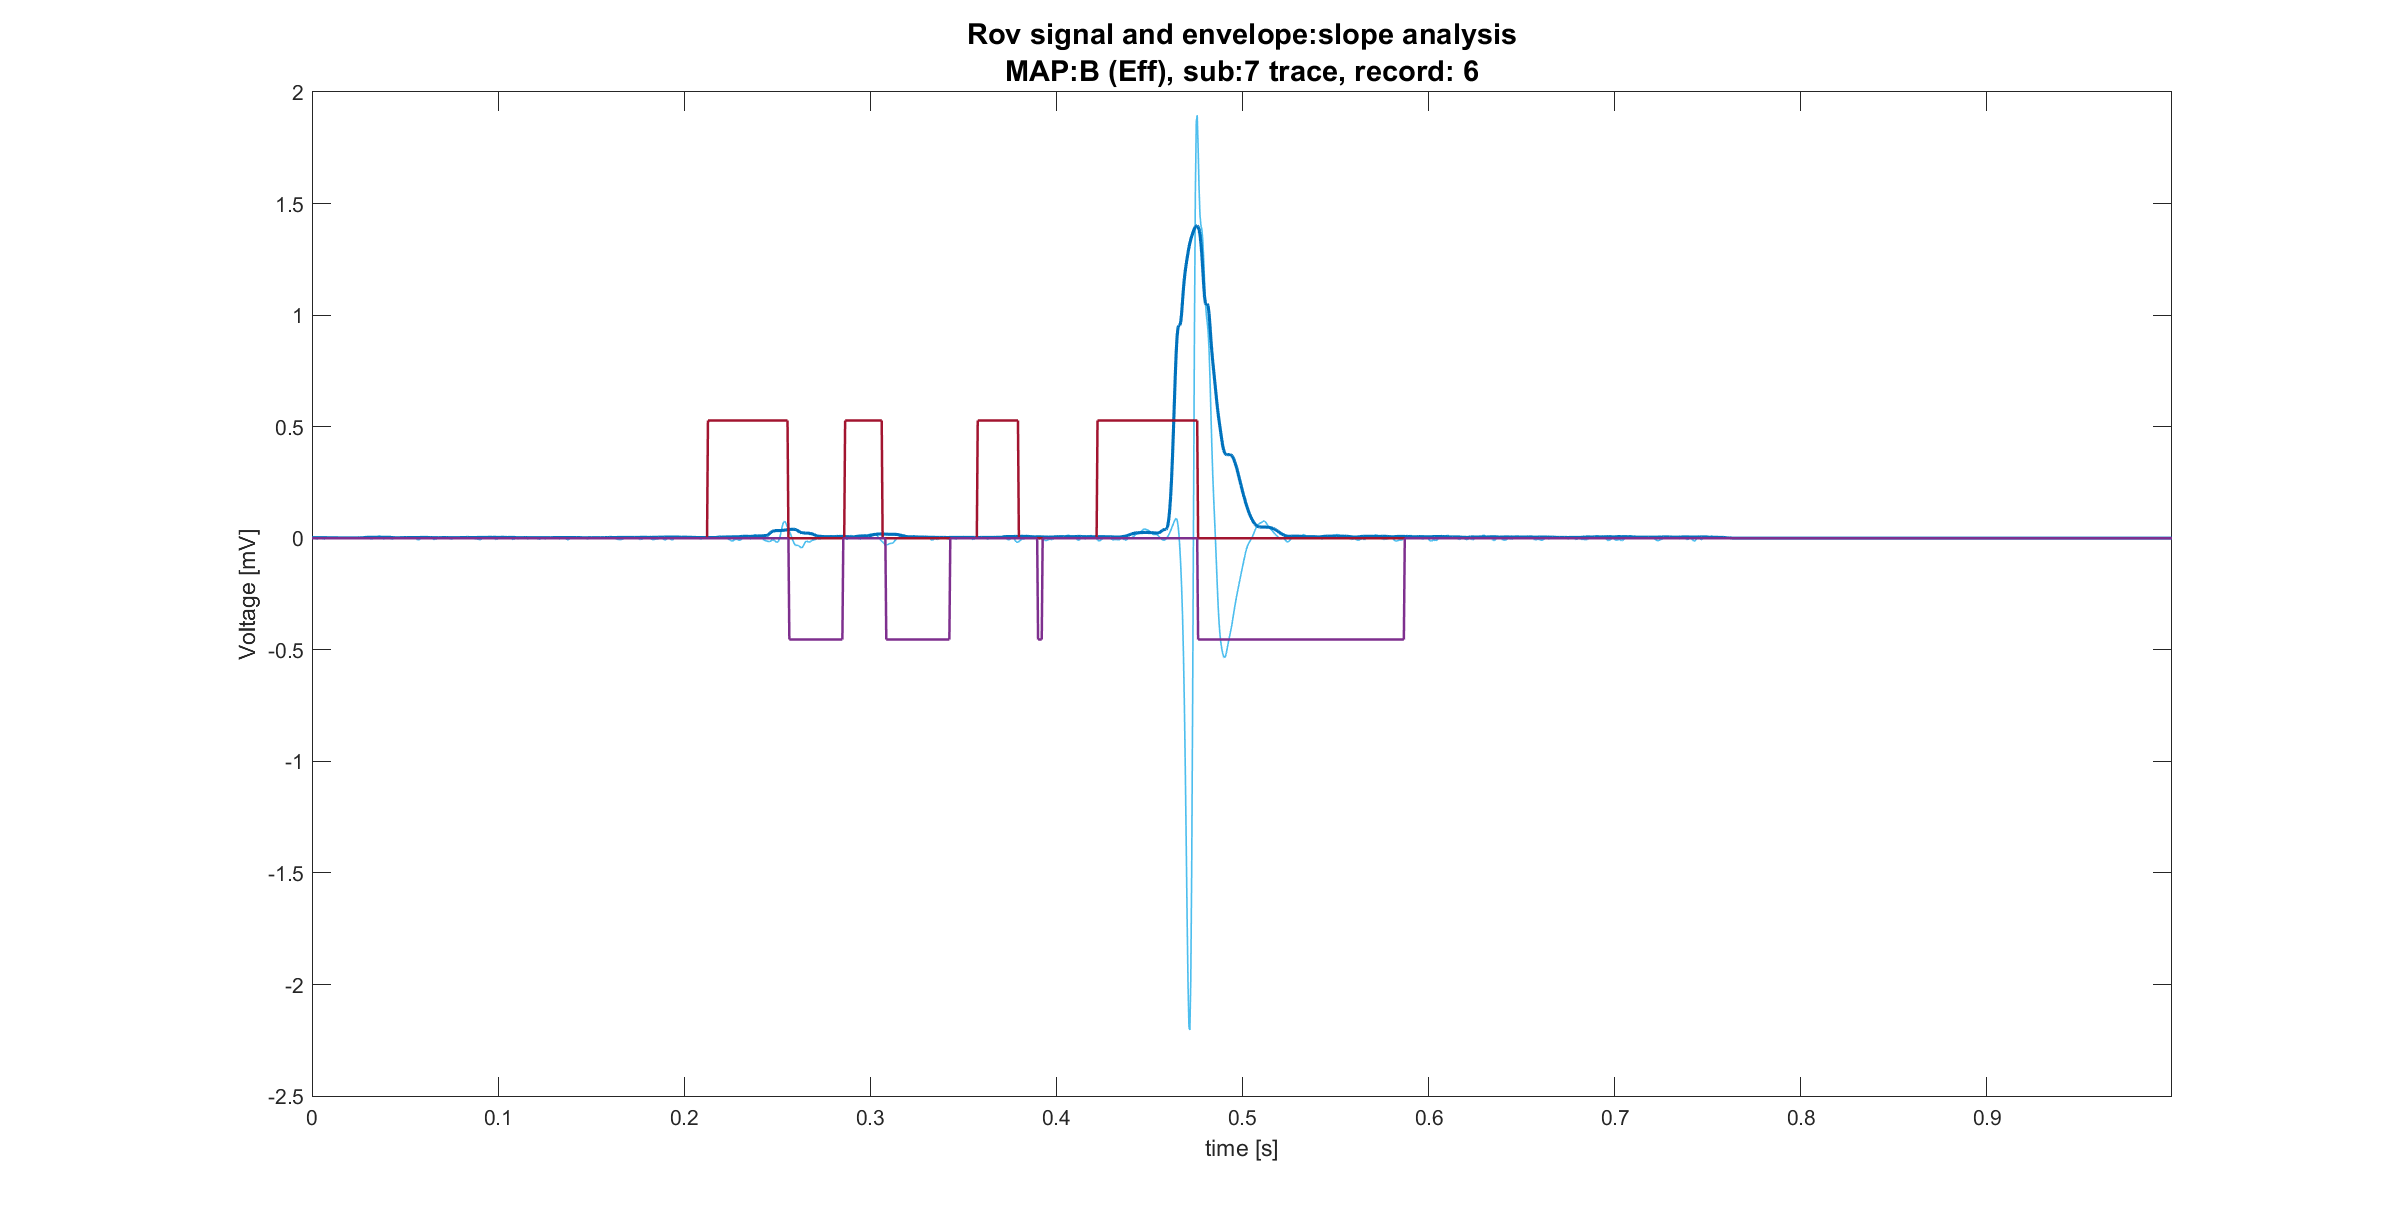 Rov signal and envelope:slope analysis
MAP:B (Eff), sub:7 trace, record: 6
2
1.5
1
0.5
0
-0.5
-1
-1.5
-2
-2.5
Voltage [mV]
0 0.1 0.2 0.3 0.4 0.5 0.6 0.7 0.8 0.9
time [s]